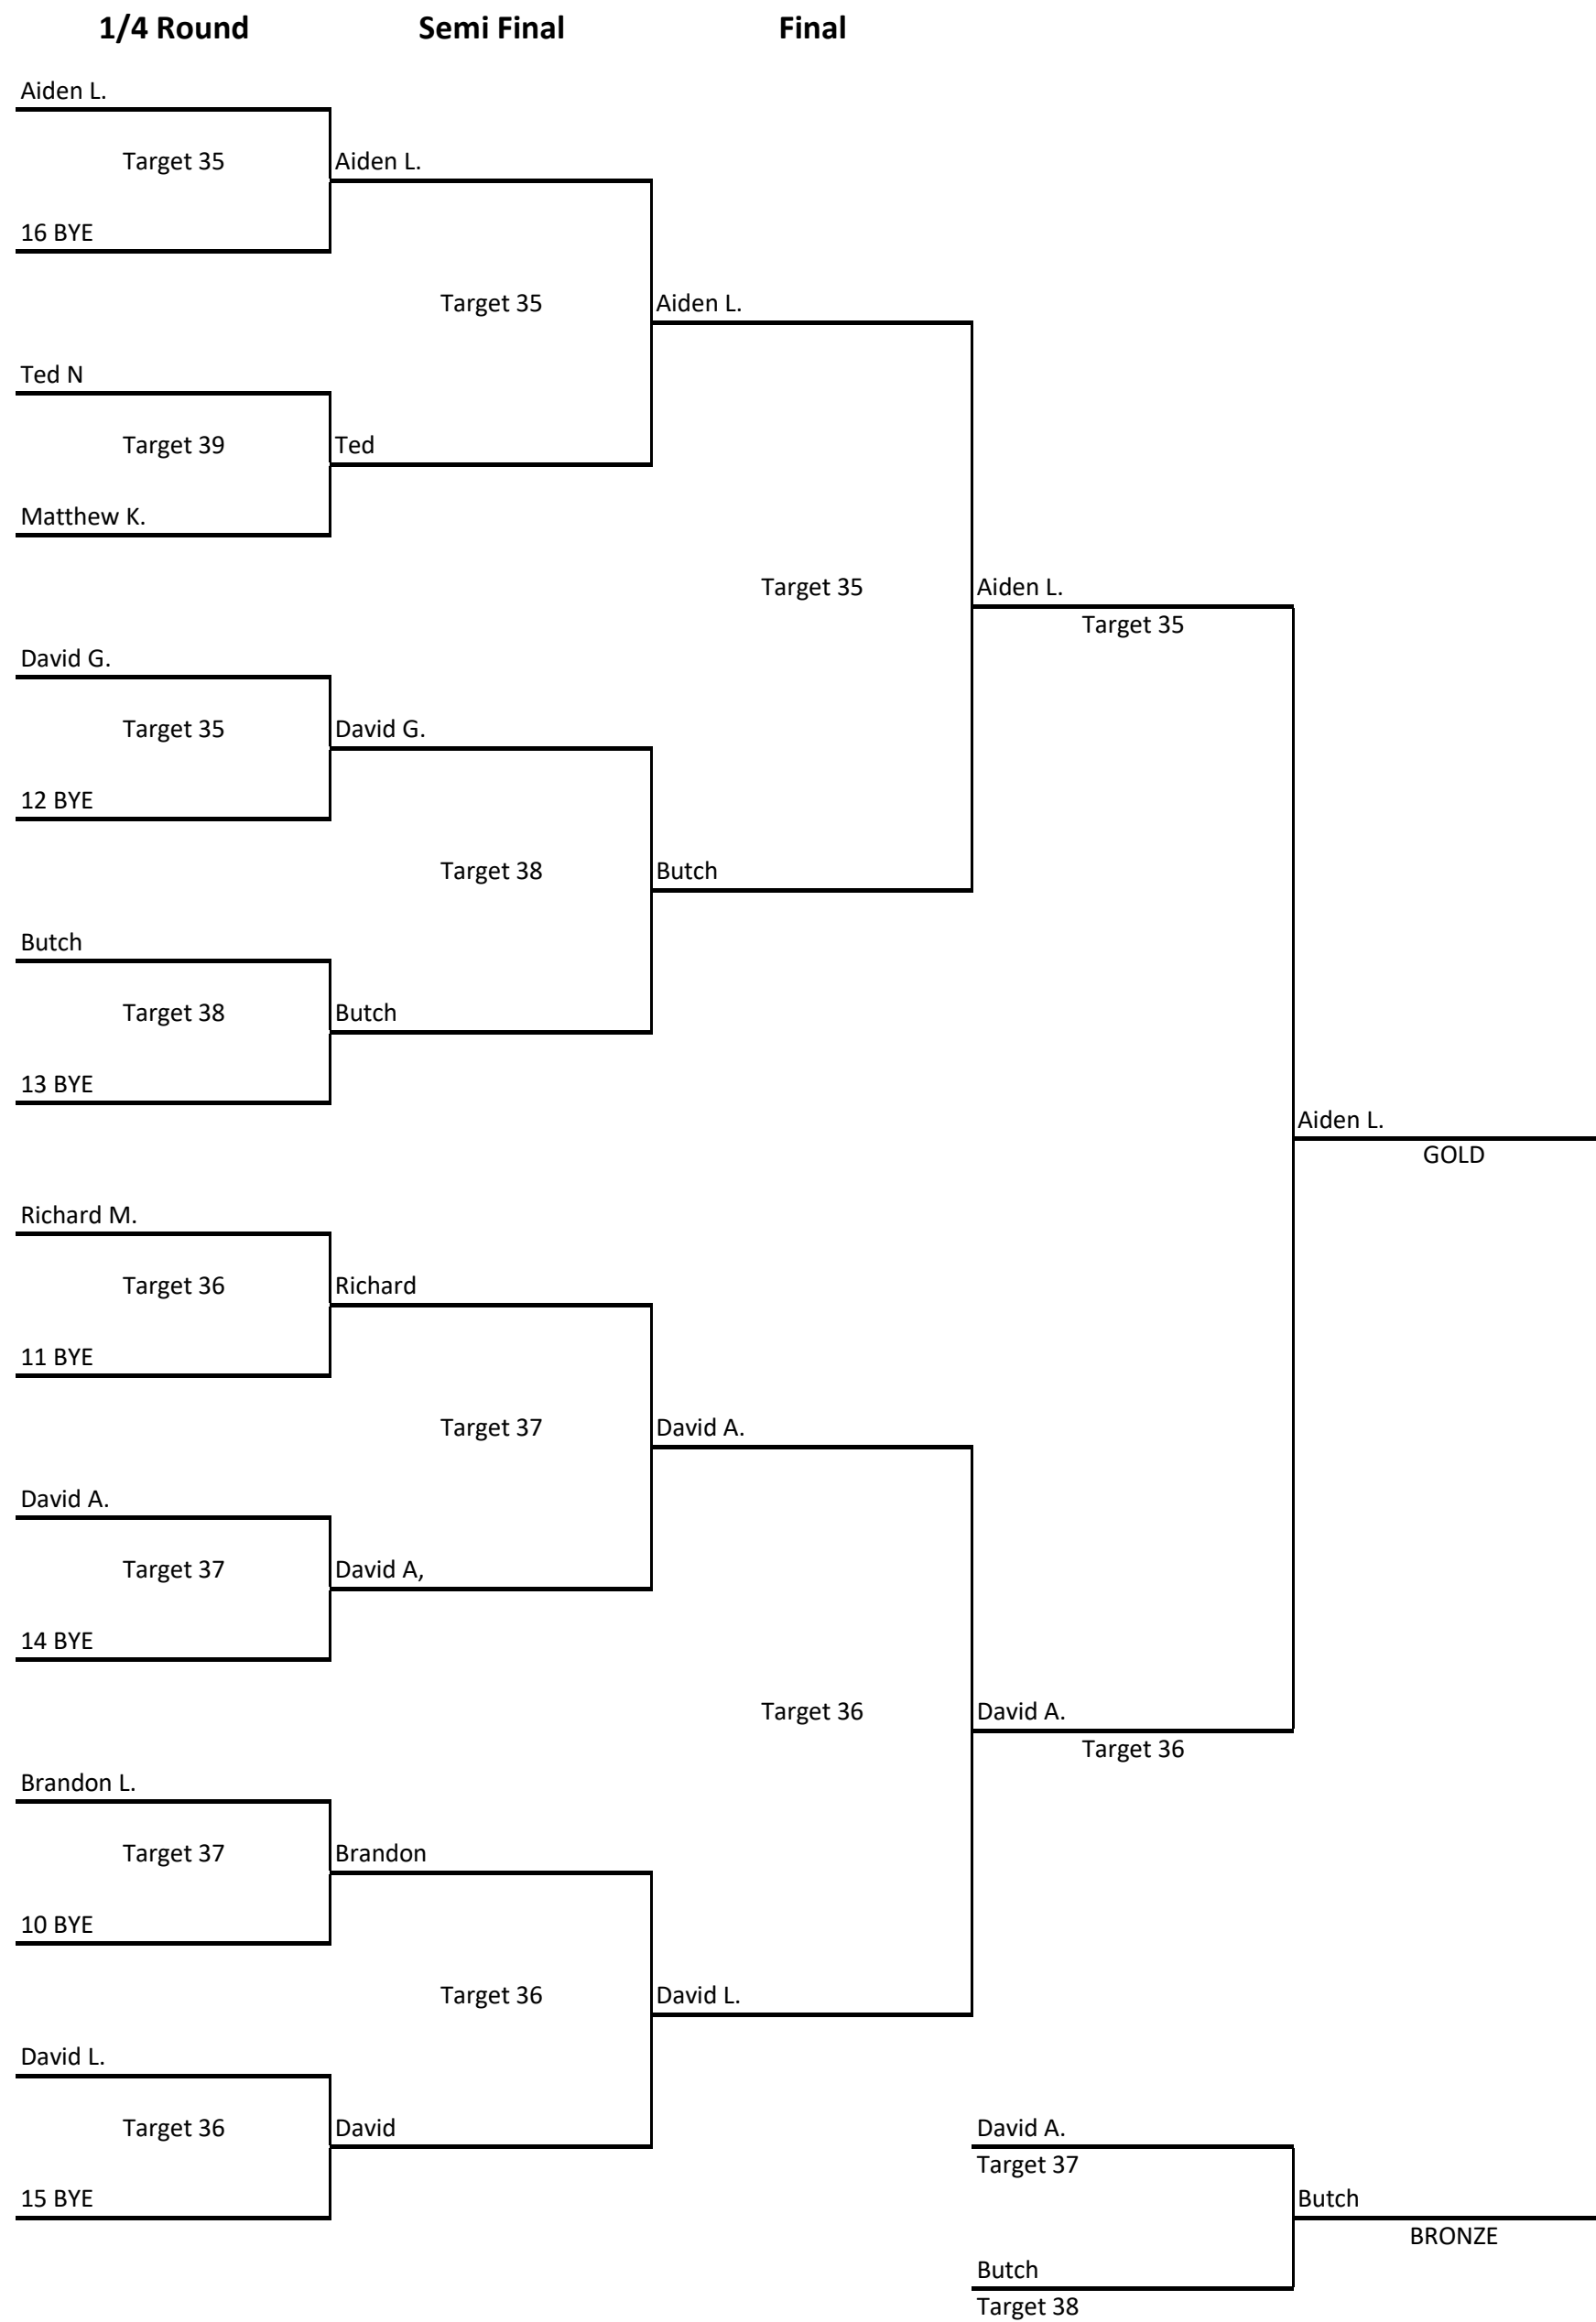 1/4 Round Semi Final Final
Aiden L.
Target 35
Aiden L.
16 BYE
Target 35
Aiden L.
Ted N
Target 39
Ted
Matthew K.
Target 35
Aiden L.
Target 35
David G.
Target 35
David G.
12 BYE
Target 38
Butch
Butch
Target 38
Butch
13 BYE
Aiden L.
GOLD
Richard M.
Target 36
Richard
11 BYE
Target 37
David A.
David A.
Target 37
David A,
14 BYE
Target 36
David A.
Target 36
Brandon L.
Target 37
Brandon
10 BYE
Target 36
David L.
David L.
Target 36
David
15 BYE
David A.
Target 37
Butch
BRONZE
Butch
Target 38